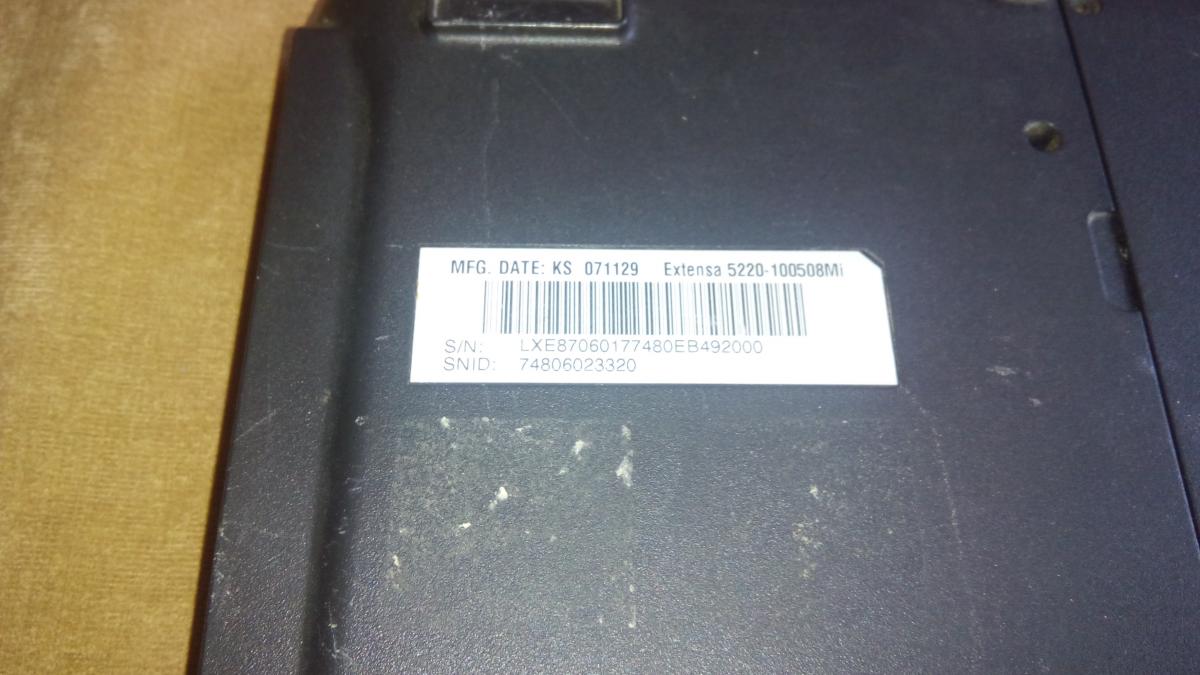 MFG. DATE: KS 071129 Extensa 5220-100508Mi
S/N: LXE87060177480EB492000
SNID: 74806023320